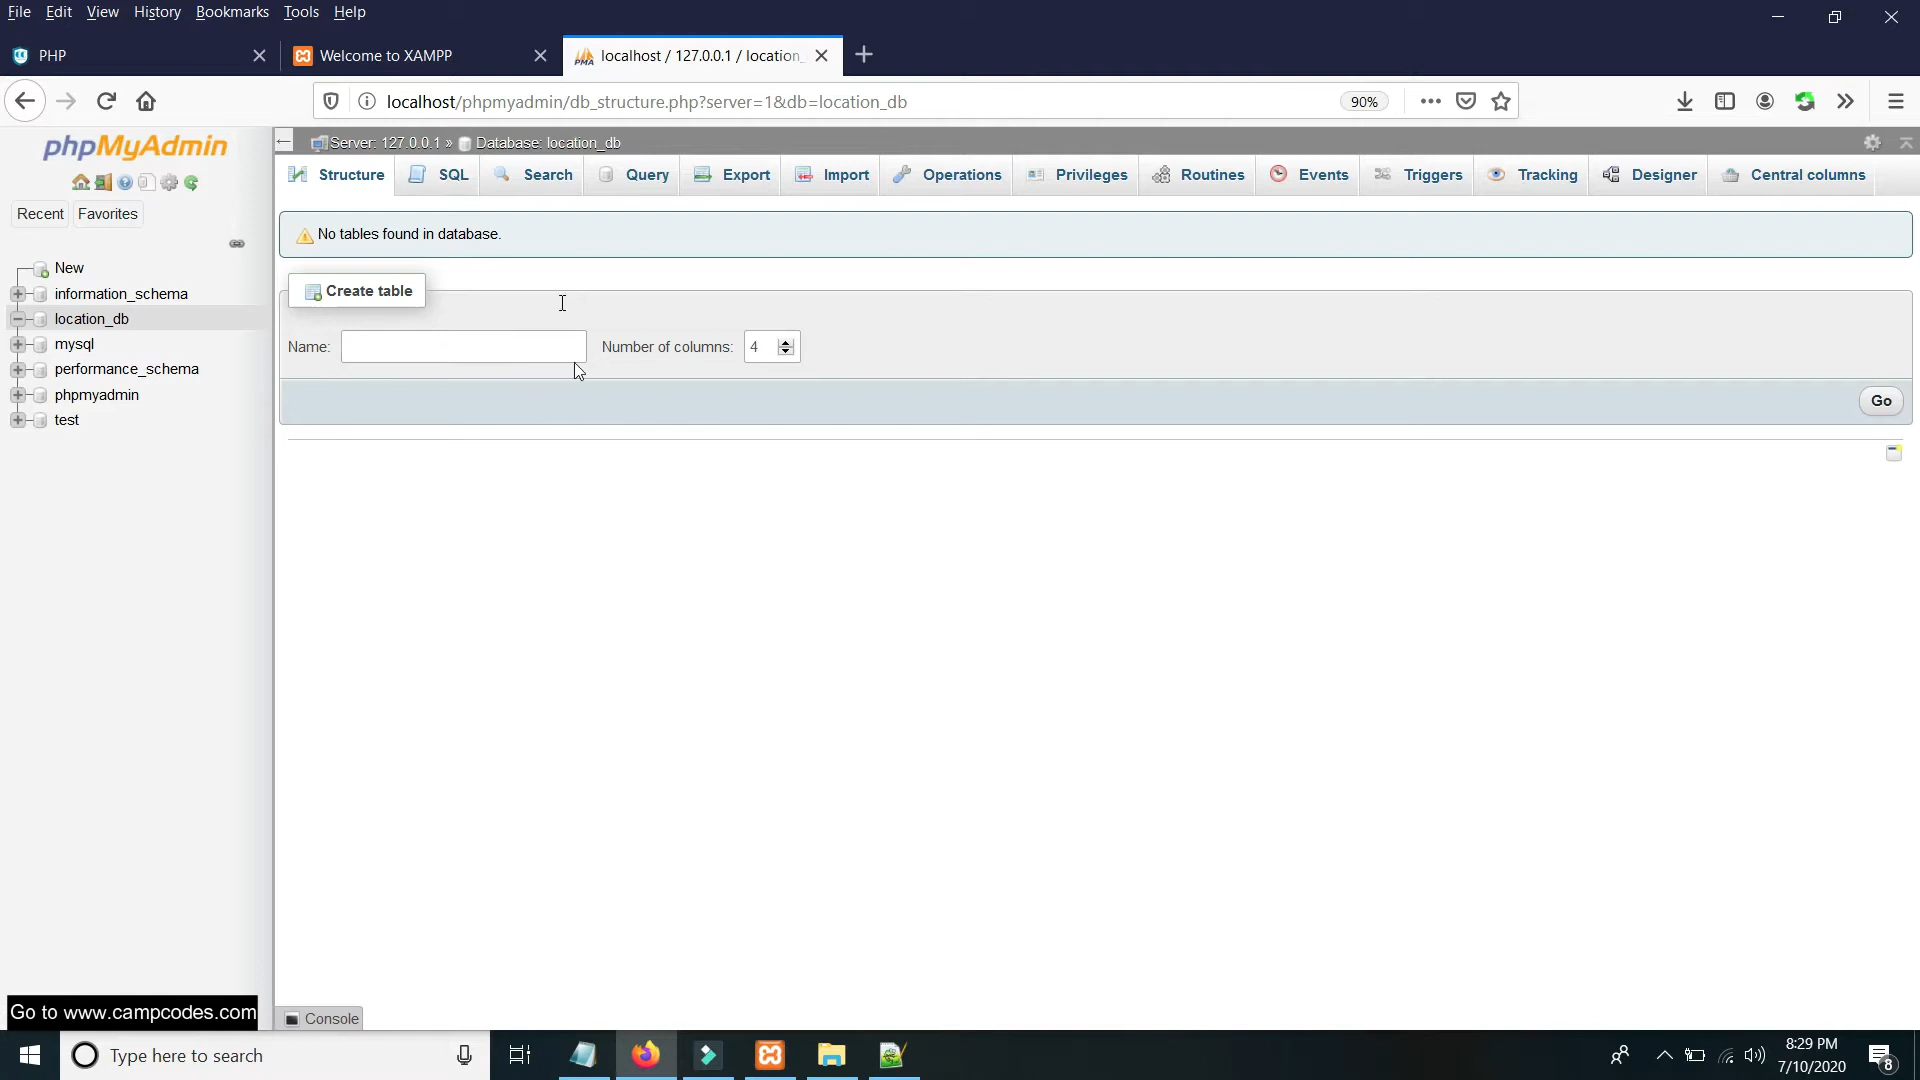 File Edit View History Bookmarks Tools Help
PHP
Welcome to XAMPP
PMA localhost / 127.0.0.1 / location_
localhost/phpmyadmin/db_structure.php?server=1&db=location_db
90%
phpMyAdmin
Recent Favorites
New
information_schema
location_db
mysql
performance_schema
phpmyadmin
test
Server: 127.0.0.1 » Database: location_db
Structure SQL Search Query Export Import Operations Privileges Routines Events Triggers Tracking Designer Central columns
No tables found in database.
Create table
Name: Number of columns: 4
Go
Console
Go to www.campcodes.com
Type here to search
8:29 PM
7/10/2020
8